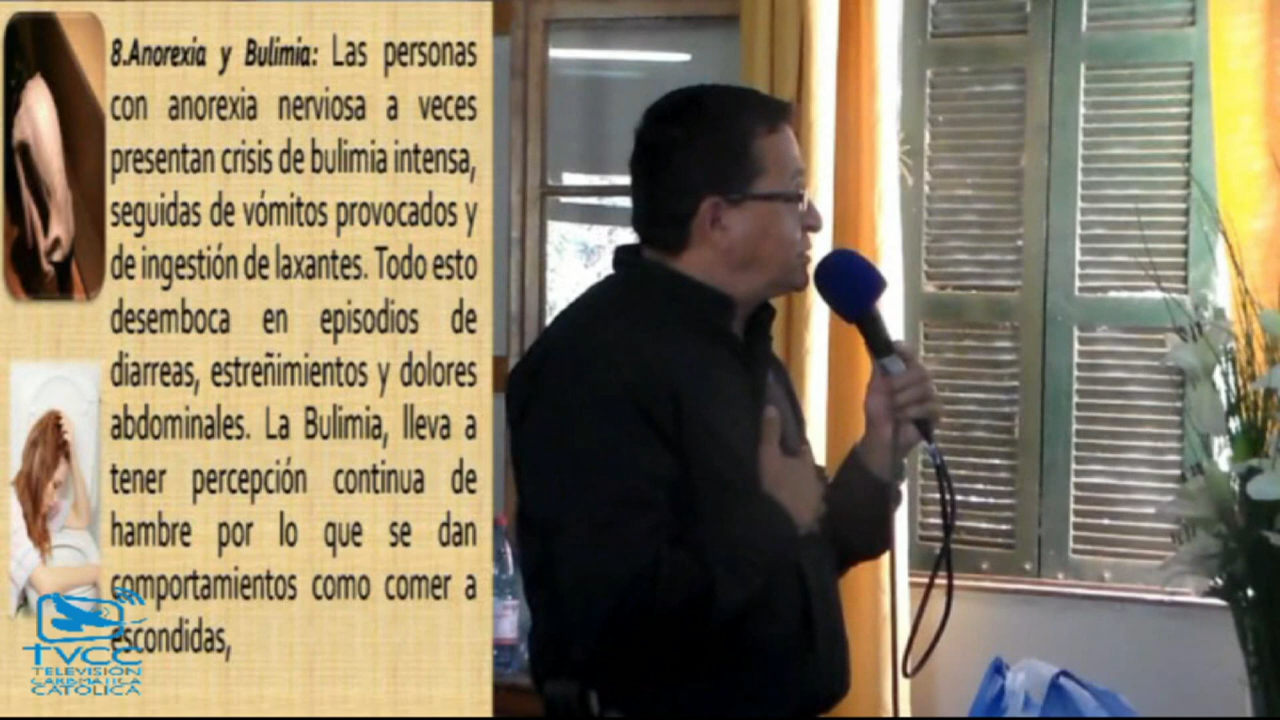 8.Anorexia y Bulimia: Las personas
con anorexia nerviosa a veces
presentan crisis de bulimia intensa,
seguidas de vómitos provocados y
de ingestión de laxantes. Todo esto
desemboca en episodios de
diarreas, estreñimientos y dolores
abdominales. La Bulimia, lleva a
tener percepción continua de
hambre por lo que se dan
comportamientos como comer a
escondidas,
TVCC
TELEVISIÓN
CARISMÁTICA
CATÓLICA